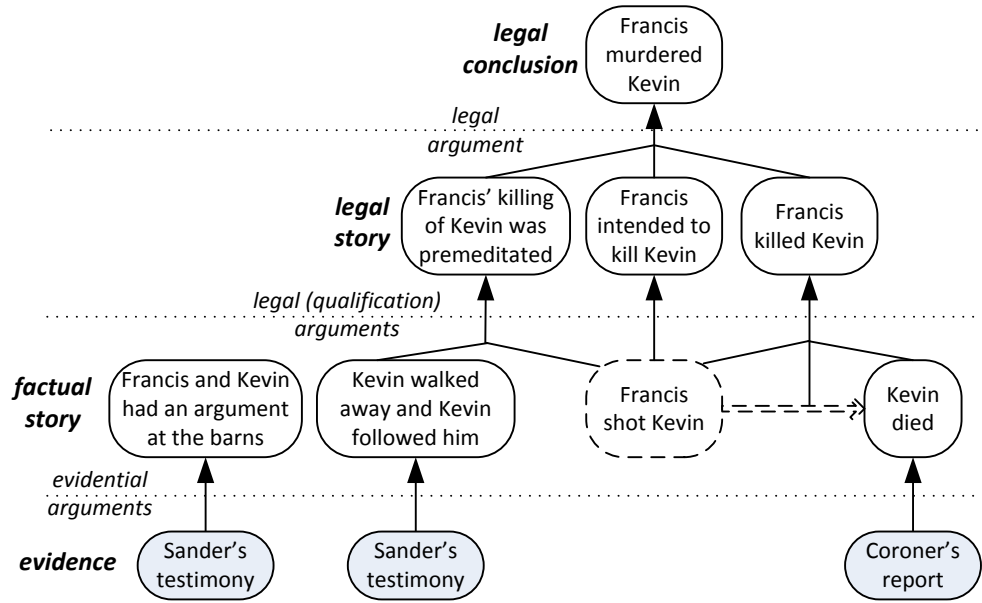 legal
conclusion
Francis
murdered
Kevin
legal
argument
legal
story
Francis’ killing
of Kevin was
premeditated
Francis
intended to
kill Kevin
Francis
killed Kevin
legal (qualification)
arguments
factual
story
Francis and Kevin
had an argument
at the barns
Kevin walked
away and Kevin
followed him
Francis
shot Kevin
Kevin
died
evidential
arguments
evidence
Sander’s
testimony
Sander’s
testimony
Coroner’s
report